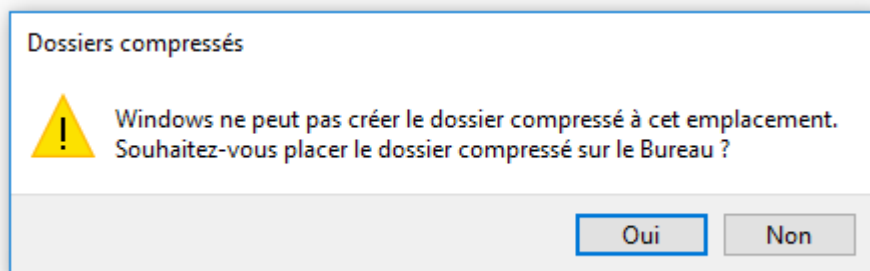 Dossiers compressés
Windows ne peut pas créer le dossier compressé à cet emplacement.
Souhaitez-vous placer le dossier compressé sur le Bureau ?
Oui
Non